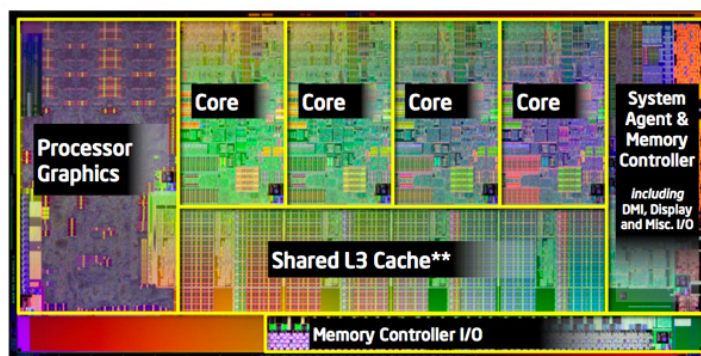 Processor
Graphics
Core
Core
Core
Core
System
Agent &
Memory
Controller
including
DMI, Display
and Misc. I/O
Shared L3 Cache**
Memory Controller I/O